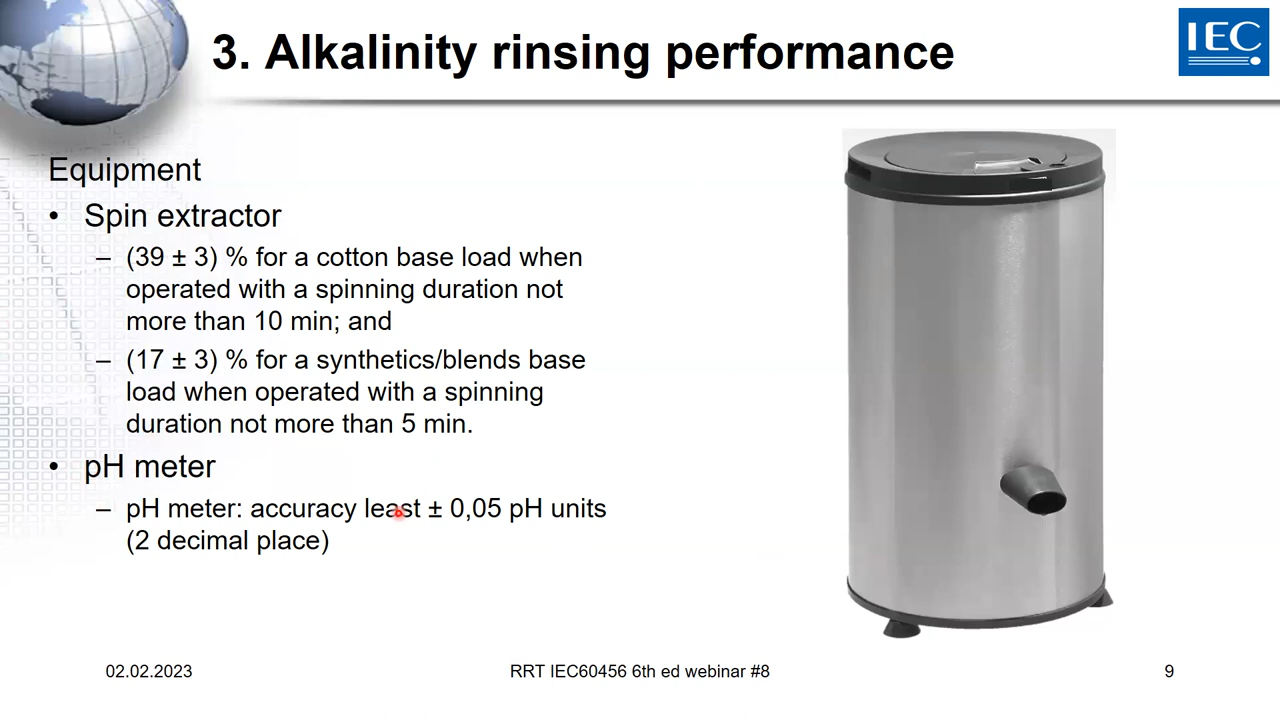 3. Alkalinity rinsing performance
IEC
Equipment
• Spin extractor
– (39 ± 3) % for a cotton base load when
operated with a spinning duration not
more than 10 min; and
– (17 ± 3) % for a synthetics/blends base
load when operated with a spinning
duration not more than 5 min.
• pH meter
– pH meter: accuracy least ± 0,05 pH units
(2 decimal place)
02.02.2023
RRT IEC60456 6th ed webinar #8
9